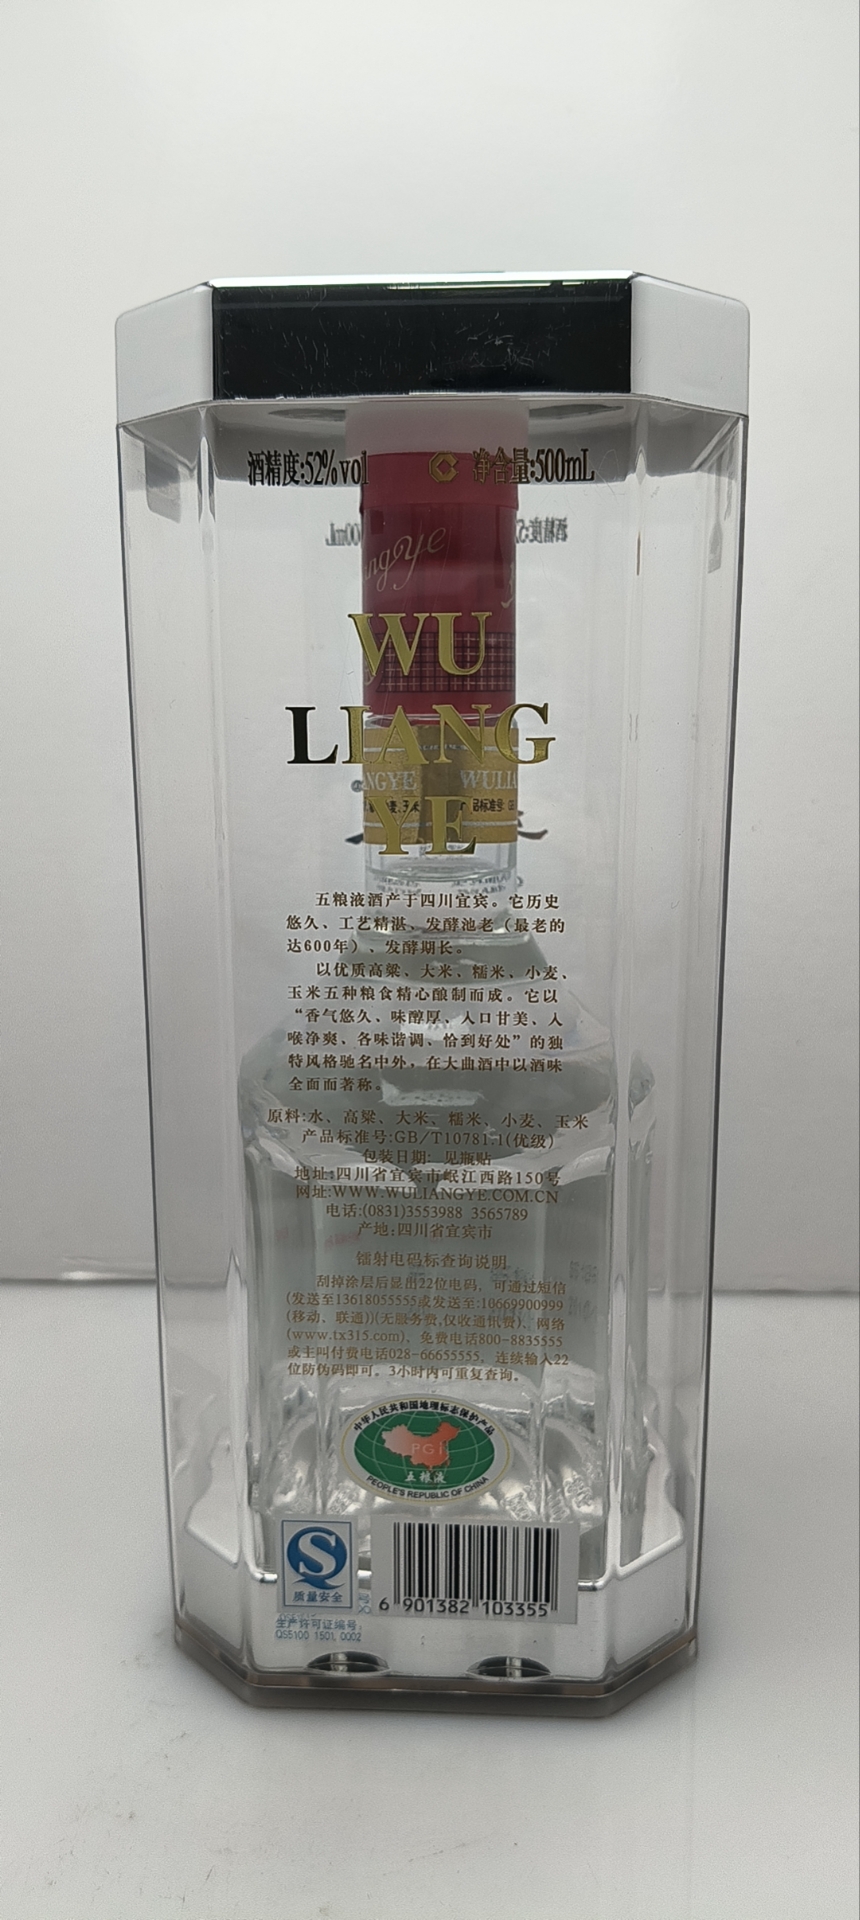 酒精度:52%vol 净含量:500mL
ngye
WU
LIANG
YE
NGYE WULIA
五粮液酒产于四川宜宾。它历史
悠久、工艺精湛、发酵池老（最老的
达600年）、发酵期长。
以优质高粱、大米、糯米、小麦、
玉米五种粮食精心酿制而成。它以
“香气悠久、味醇厚、入口甘美、入
喉净爽、各味谐调、恰到好处”的独
特风格驰名中外，在大曲酒中以酒味
全面而著称。
原料:水、高粱、大米、糯米、小麦、玉米
产品标准号:GB/T10781.1(优级)
包装日期: 见瓶贴
地址:四川省宜宾市岷江西路150号
网址:WWW.WULIANGYE.COM.CN
电话:(0831)3553988 3565789
产地:四川省宜宾市
镭射电码标查询说明
刮掉涂层后显出22位电码，可通过短信
(发送至13618055555或发送至:10669900999
(移动、联通))(无服务费,仅收通讯费)、网络
(www.tx315.com)，免费电话800-8835555
或主叫付费电话028-66655555，连续输入22
位防伪码即可。3小时内可重复查询。
中华人民共和国地理标志保护产品
PGI
五粮液
PEOPLE'S REPUBLIC OF CHINA
质量安全
生产许可证编号:
QS5100 1501 0002
6 901382 103355